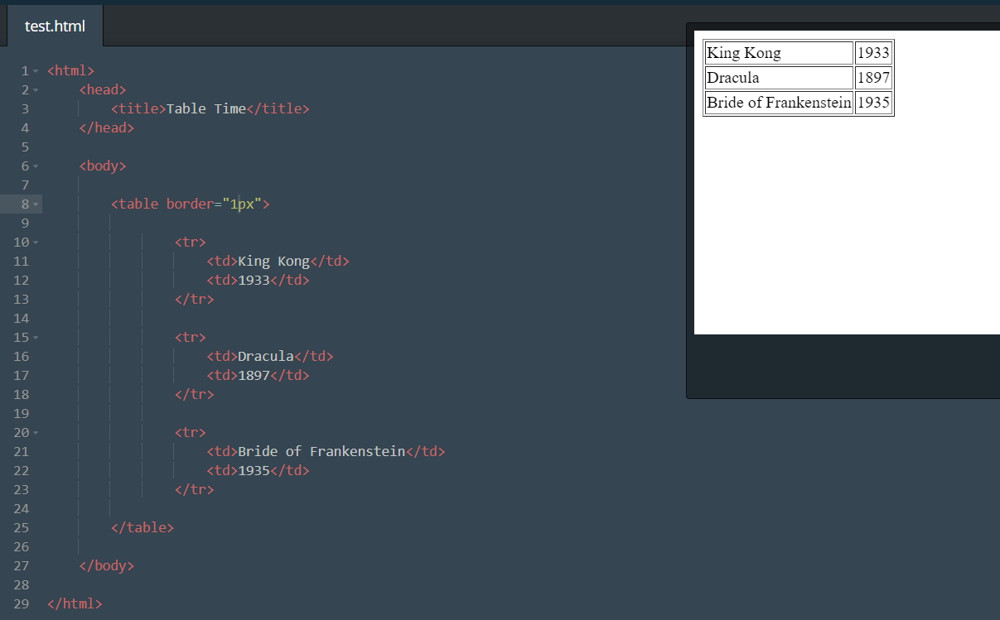 test.html
1 <html>
2 <head>
3 <title>Table Time</title>
4 </head>
5
6 <body>
7
8 <table border="1px">
9
10 <tr>
11 <td>King Kong</td>
12 <td>1933</td>
13 </tr>
14
15 <tr>
16 <td>Dracula</td>
17 <td>1897</td>
18 </tr>
19
20 <tr>
21 <td>Bride of Frankenstein</td>
22 <td>1935</td>
23 </tr>
24
25 </table>
26
27 </body>
28
29 </html>
King Kong 1933
Dracula 1897
Bride of Frankenstein 1935